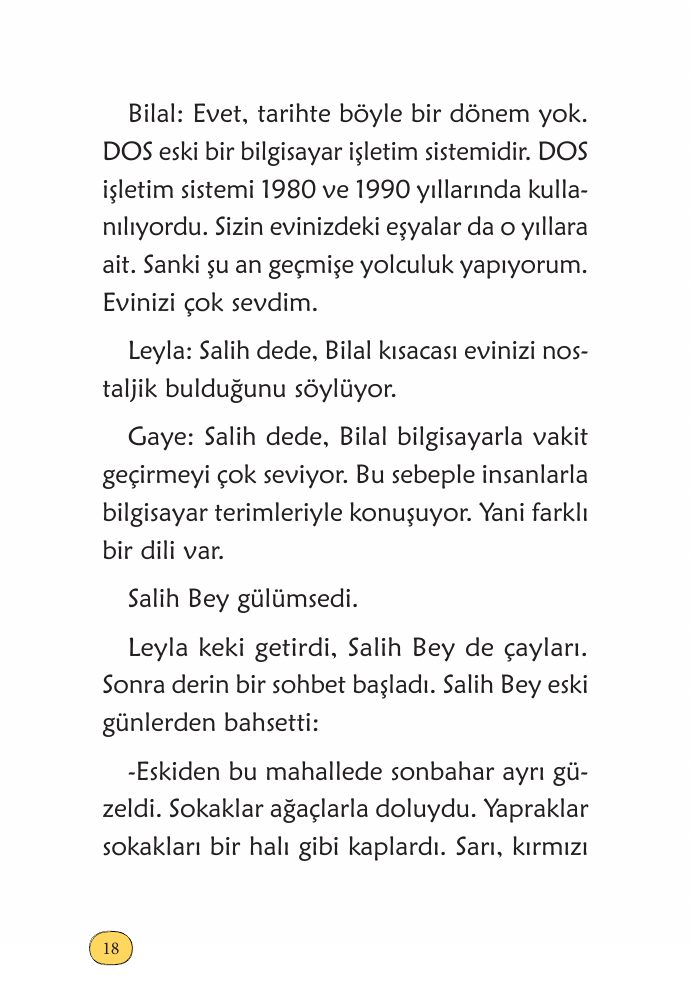 Bilal: Evet, tarihte böyle bir dönem yok.
DOS eski bir bilgisayar işletim sistemidir. DOS
işletim sistemi 1980 ve 1990 yıllarında kulla-
nılıyordu. Sizin evinizdeki eşyalar da o yıllara
ait. Sanki şu an geçmişe yolculuk yapıyorum.
Evinizi çok sevdim.
Leyla: Salih dede, Bilal kısacası evinizi nos-
taljik bulduğunu söylüyor.
Gaye: Salih dede, Bilal bilgisayarla vakit
geçirmeyi çok seviyor. Bu sebeple insanlarla
bilgisayar terimleriyle konuşuyor. Yani farklı
bir dili var.
Salih Bey gülümsedi.
Leyla keki getirdi, Salih Bey de çayları.
Sonra derin bir sohbet başladı. Salih Bey eski
günlerden bahsetti:
-Eskiden bu mahallede sonbahar ayrı gü-
zeldi. Sokaklar ağaçlarla doluydu. Yapraklar
sokakları bir halı gibi kaplardı. Sarı, kırmızı
18